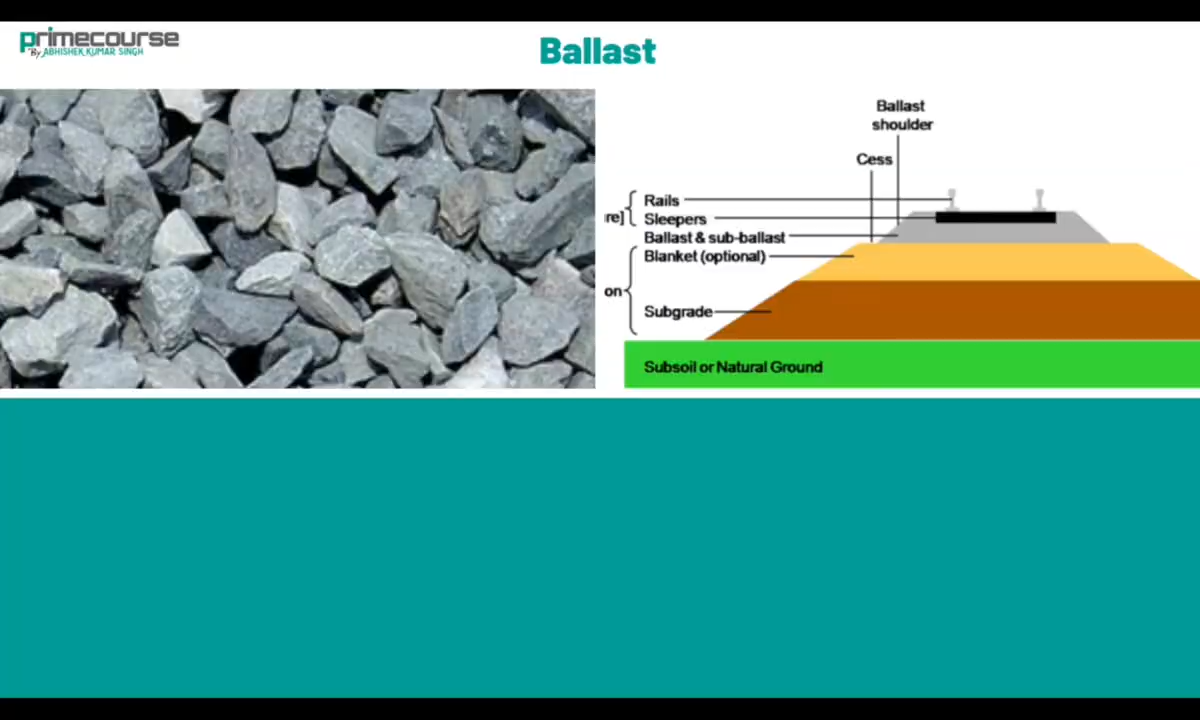 primecourse
By ABHISHEK KUMAR SINGH
Ballast
Ballast
shoulder
Cess
Rails
re]
Sleepers
Ballast & sub-ballast
Blanket (optional)
on
Subgrade
Subsoil or Natural Ground